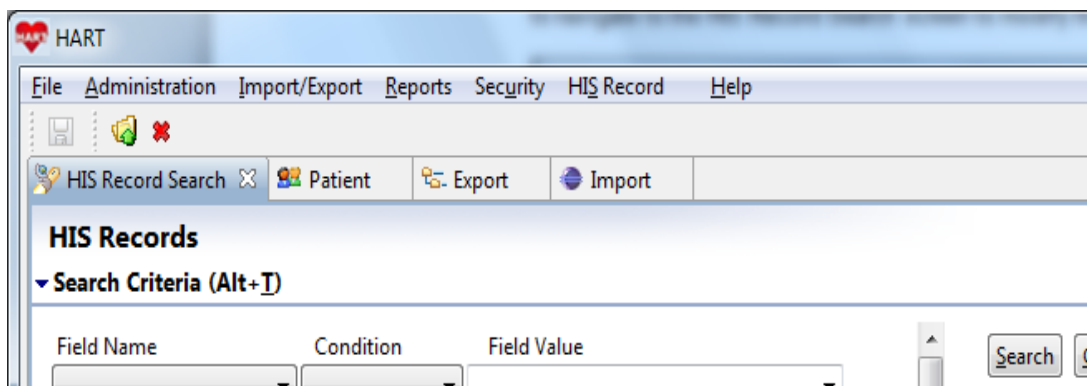 HART HART
File Administration Import/Export Reports Security HIS Record Help
HIS Record Search Patient Export Import
HIS Records
Search Criteria (Alt+T)
Field Name Condition Field Value
Search